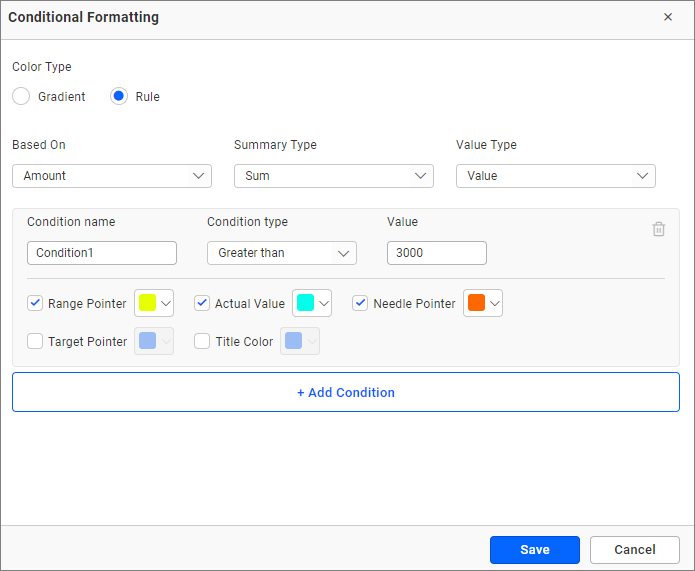 Conditional Formatting
Color Type
Gradient Rule
Based On Summary Type Value Type
Amount Sum Value
Condition name Condition type Value
Condition1 Greater than 3000
Range Pointer Actual Value Needle Pointer
Target Pointer Title Color
+ Add Condition
Save Cancel